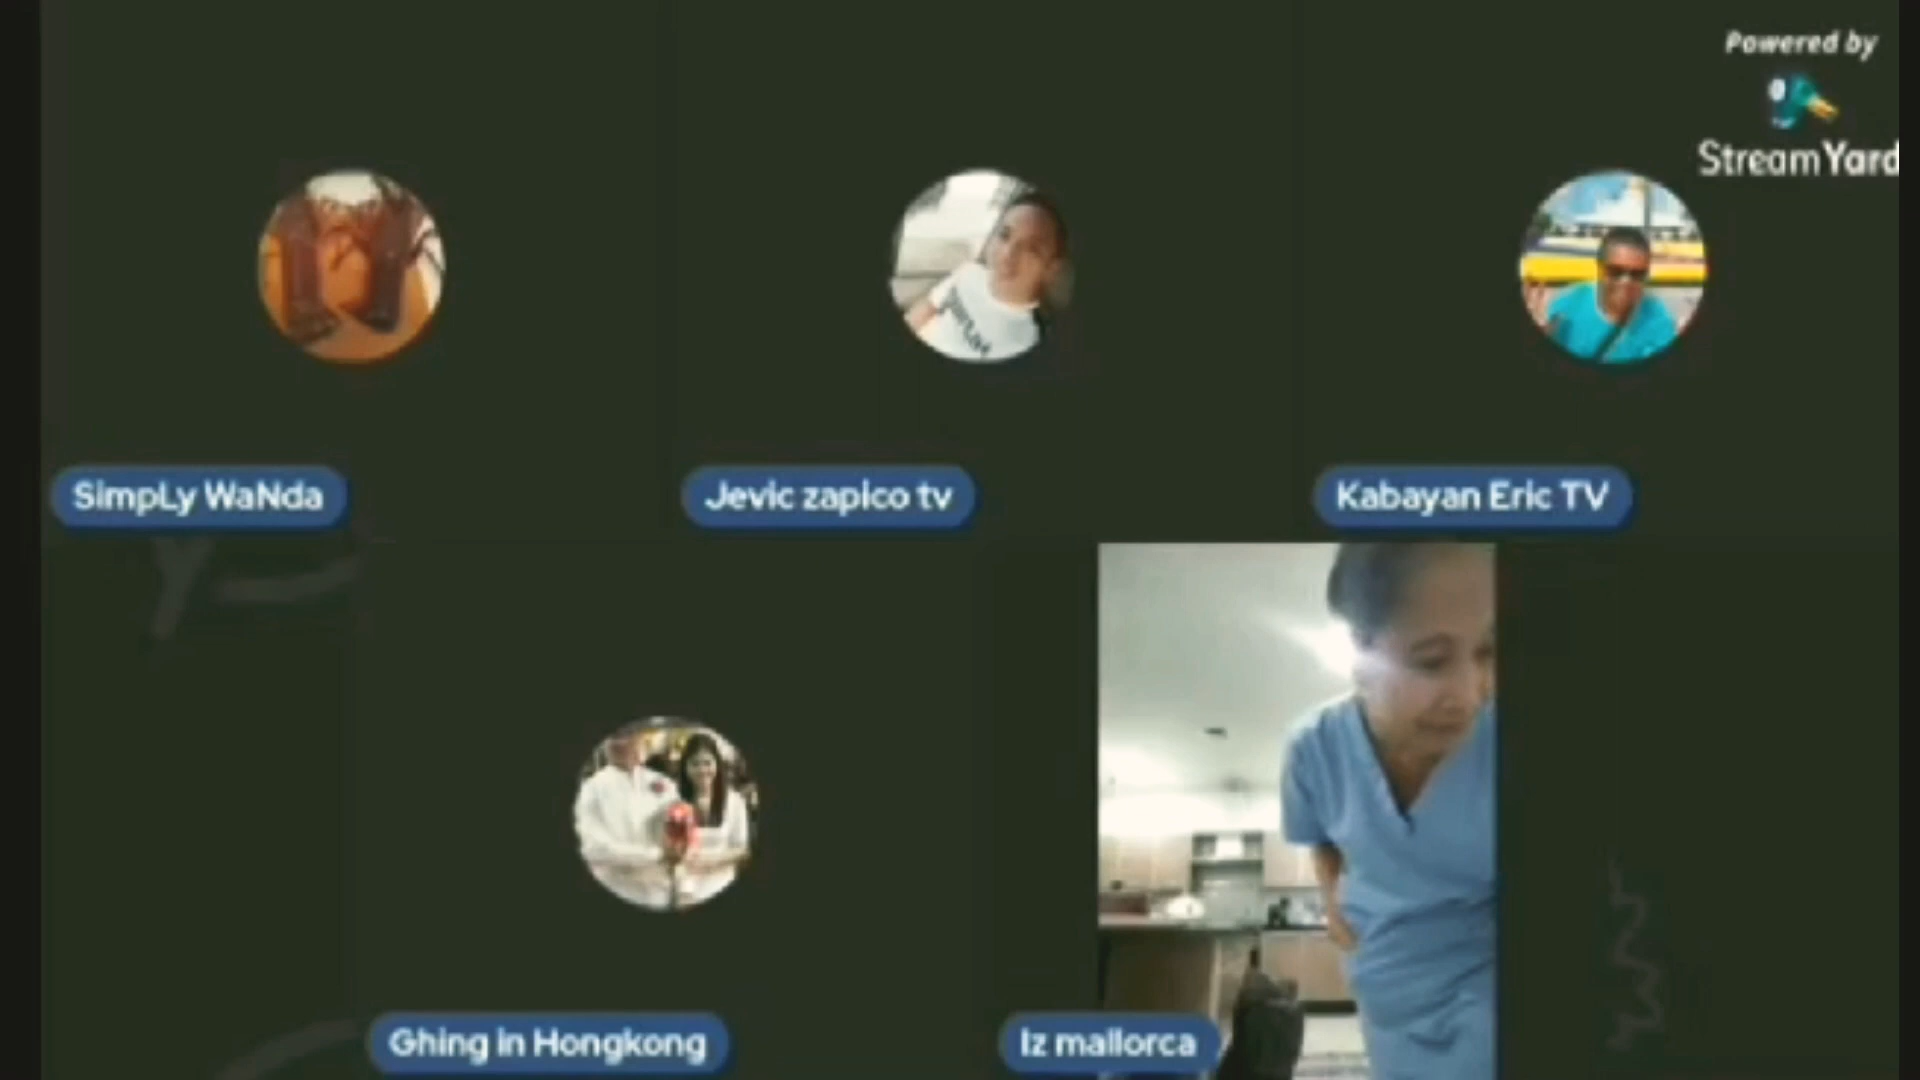 Powered by
StreamYard
SimpLy WaNda
Jevic zapico tv
Kabayan Eric TV
Ghing in Hongkong
Iz mallorca